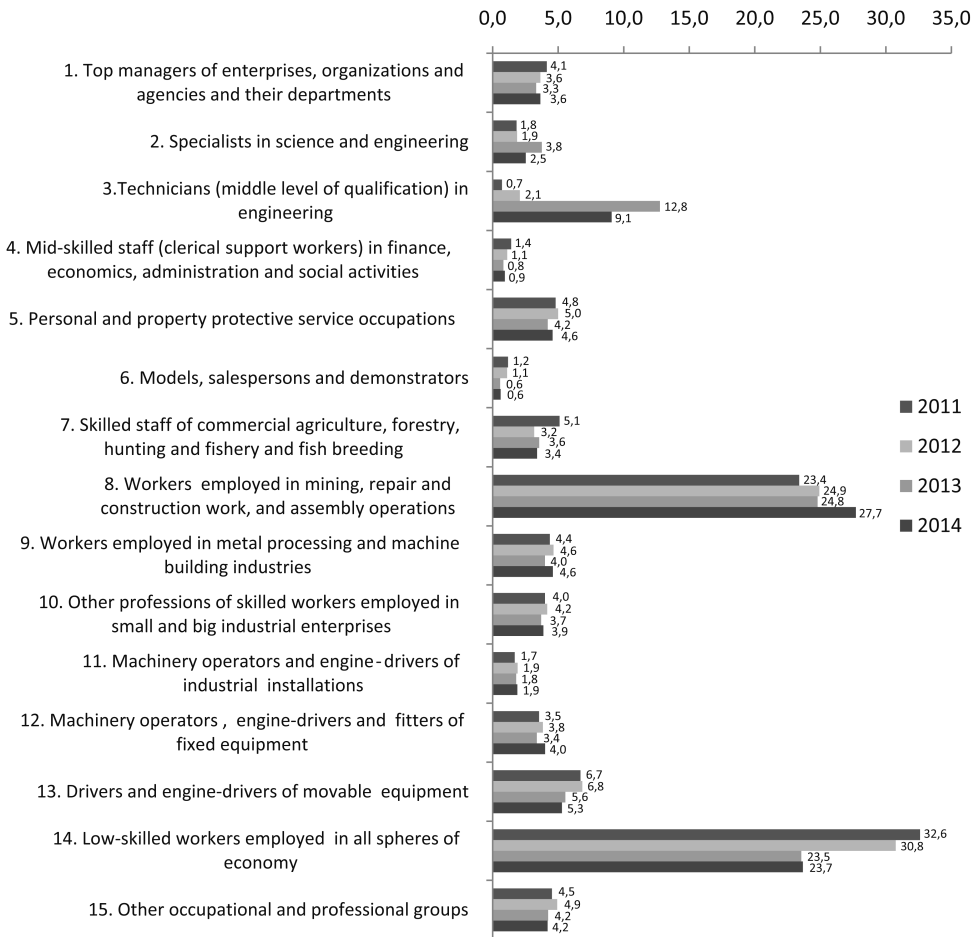 0,0 5,0 10,0 15,0 20,0 25,0 30,0 35,0
1. Top managers of enterprises, organizations and
agencies and their departments
4,1
3,6
3,3
3,6
2. Specialists in science and engineering
1,8
1,9
3,8
2,5
3.Technicians (middle level of qualification) in
engineering
0,7
2,1
12,8
9,1
4. Mid-skilled staff (clerical support workers) in finance,
economics, administration and social activities
1,4
1,1
0,8
0,9
5. Personal and property protective service occupations
4,8
5,0
4,2
4,6
6. Models, salespersons and demonstrators
1,2
1,1
0,6
0,6
7. Skilled staff of commercial agriculture, forestry,
hunting and fishery and fish breeding
5,1
3,2
3,6
3,4
8. Workers employed in mining, repair and
construction work, and assembly operations
23,4
24,9
24,8
27,7
9. Workers employed in metal processing and machine
building industries
4,4
4,6
4,0
4,6
10. Other professions of skilled workers employed in
small and big industrial enterprises
4,0
4,2
3,7
3,9
11. Machinery operators and engine-drivers of
industrial installations
1,7
1,9
1,8
1,9
12. Machinery operators , engine-drivers and fitters of
fixed equipment
3,5
3,8
3,4
4,0
13. Drivers and engine-drivers of movable equipment
6,7
6,8
5,6
5,3
14. Low-skilled workers employed in all spheres of
economy
32,6
30,8
23,5
23,7
15. Other occupational and professional groups
4,5
4,9
4,2
4,2
2011
2012
2013
2014